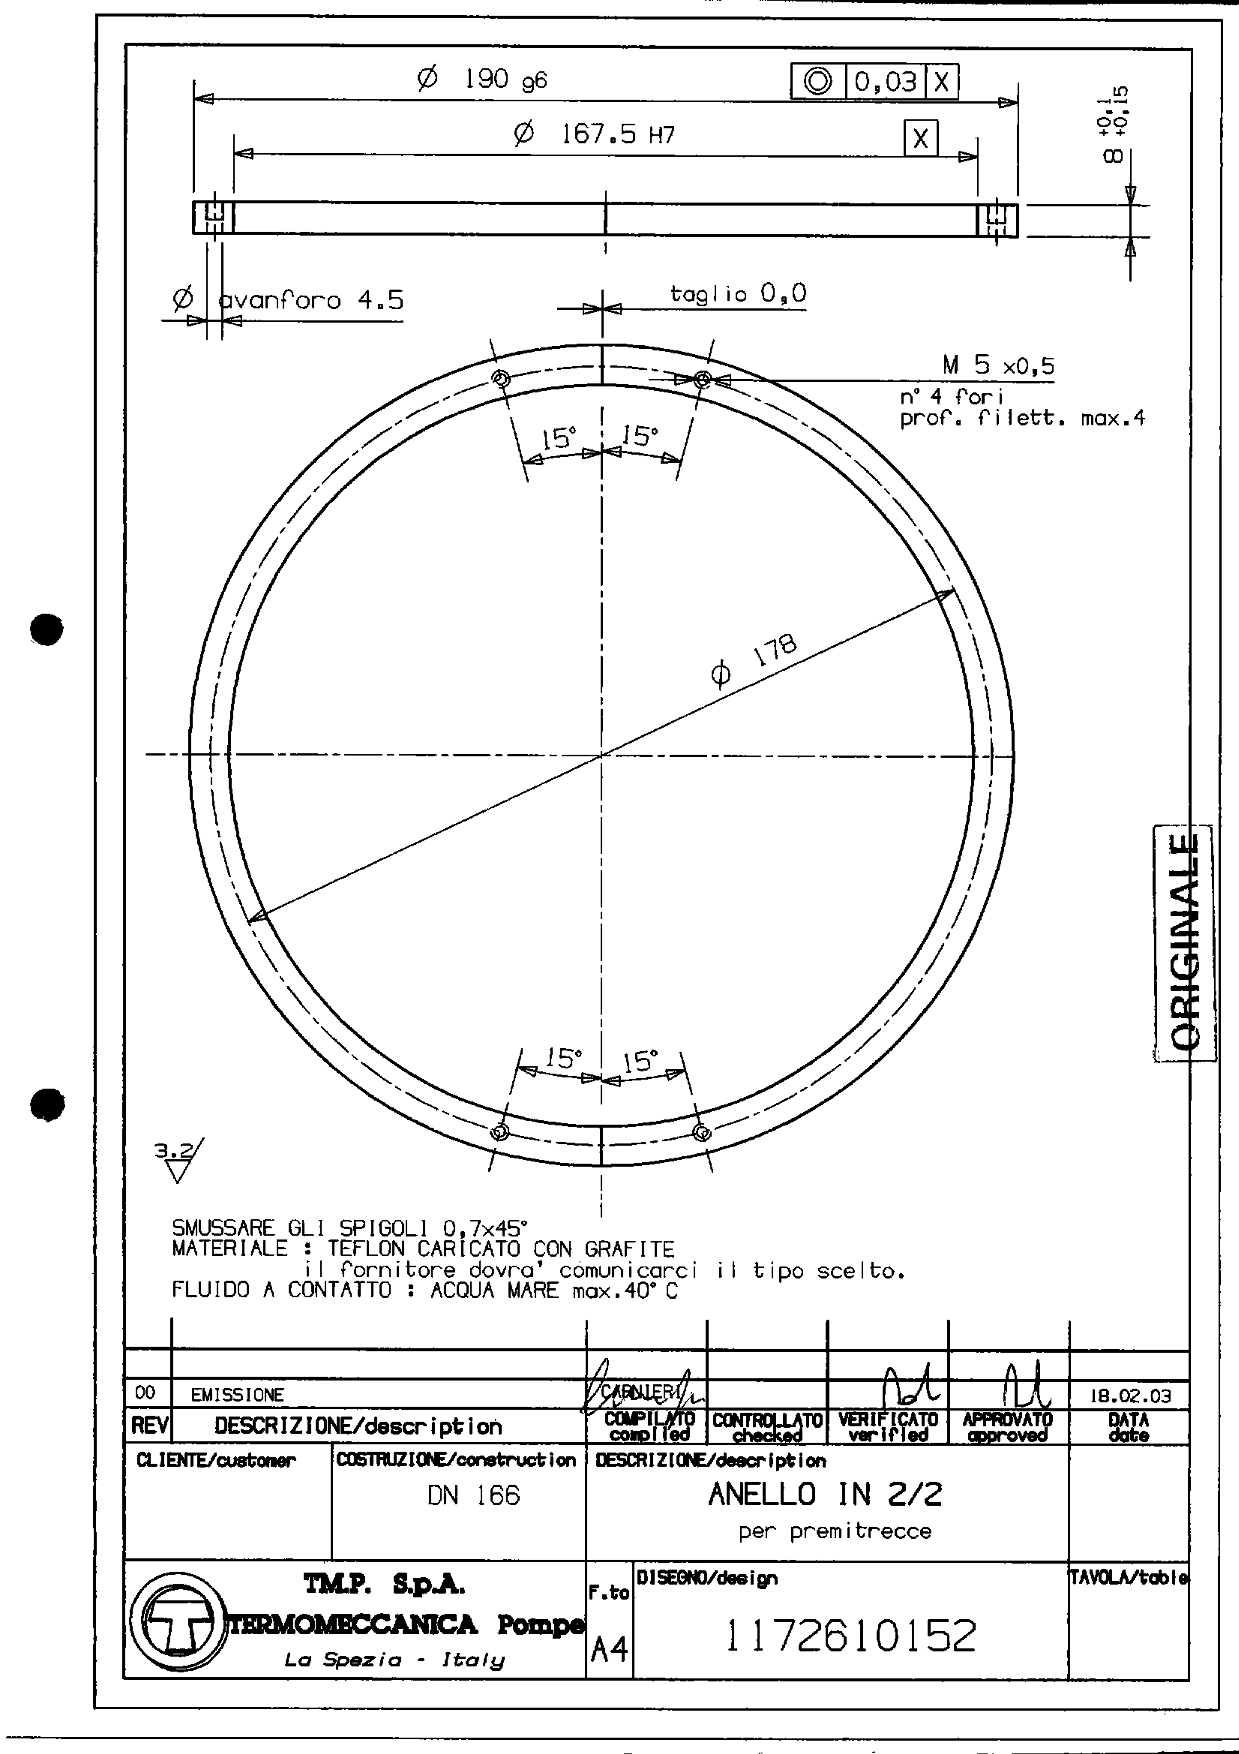 Ø 190 g6
◎ 0,03 X
Ø 167.5 H7
X
8 +0,1 +0,15
Ø avanforo 4.5
taglio 0,0
M 5 x0,5
n° 4 fori
prof. filett. max.4
15° 15°
Ø 178
ORIGINALE
15° 15°
3.2/
SMUSSARE GLI SPIGOLI 0,7x45°
MATERIALE : TEFLON CARICATO CON GRAFITE
il fornitore dovra' comunicarci il tipo scelto.
FLUIDO A CONTATTO : ACQUA MARE max.40°C
00 EMISSIONE CARNIERI 18.02.03
REV DESCRIZIONE/description COMPILATO compiled CONTROLLATO checked VERIFICATO verified APPROVATO approved DATA date
CLIENTE/customer COSTRUZIONE/construction DESCRIZIONE/description
DN 166 ANELLO IN 2/2
per premitrecce
T.M.P. S.p.A.
TERMOMECCANICA Pompe
La Spezia - Italy
F.to
A4
DISEGNO/design
1172610152
TAVOLA/table